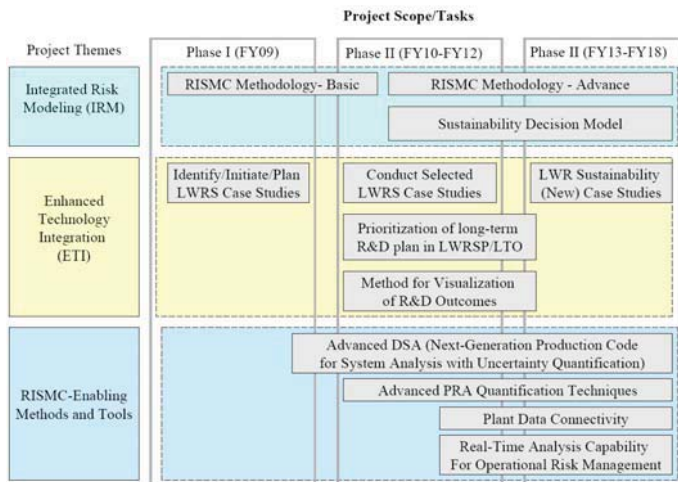 Project Scope/Tasks
Project Themes
Phase I (FY09)
Phase II (FY10-FY12)
Phase II (FY13-FY18)
Integrated Risk
Modeling (IRM)
RISMC Methodology- Basic
RISMC Methodology - Advance
Sustainability Decision Model
Enhanced
Technology
Integration
(ETI)
Identify/Initiate/Plan
LWRS Case Studies
Conduct Selected
LWRS Case Studies
LWR Sustainability
(New) Case Studies
Prioritization of long-term
R&D plan in LWRSP/LTO
Method for Visualization
of R&D Outcomes
RISMC-Enabling
Methods and Tools
Advanced DSA (Next-Generation Production Code
for System Analysis with Uncertainty Quantification)
Advanced PRA Quantification Techniques
Plant Data Connectivity
Real-Time Analysis Capability
For Operational Risk Management